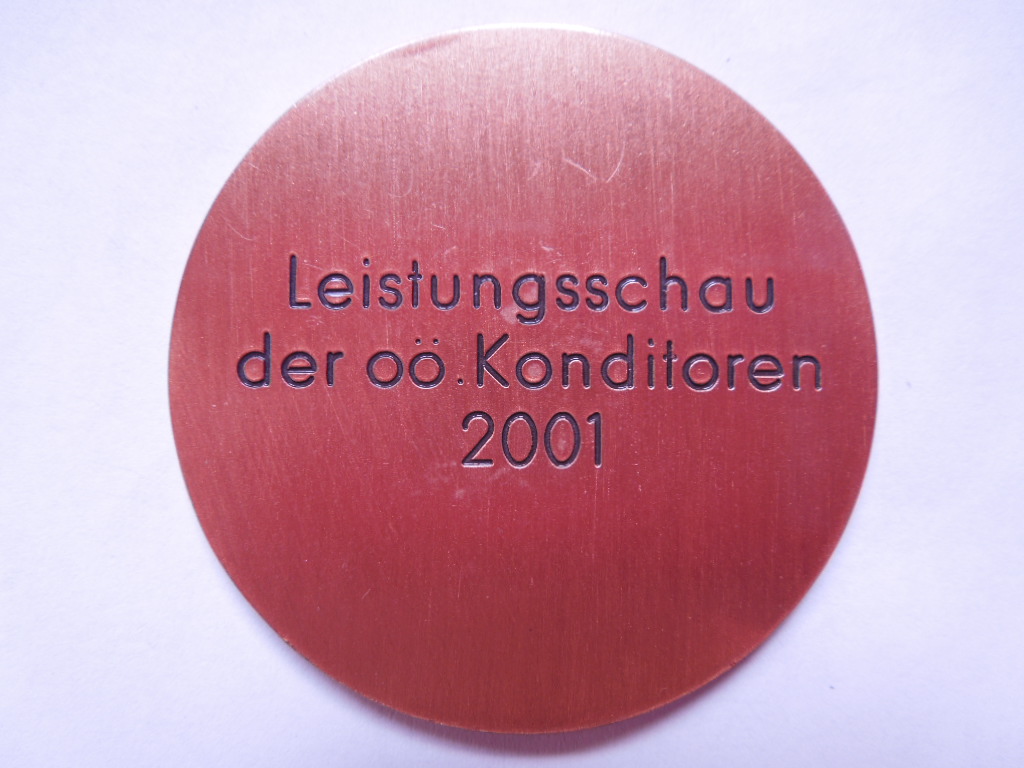 Leistungsschau
der oö. Konditoren
2001